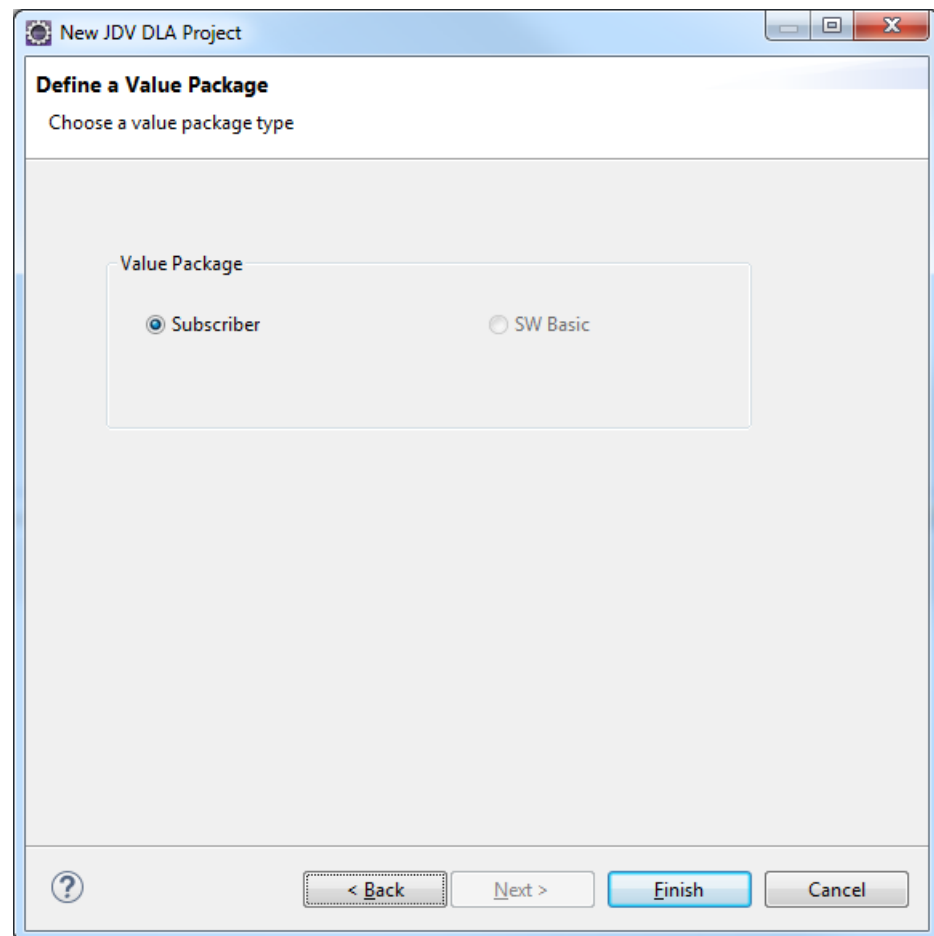 New JDV DLA Project
Define a Value Package
Choose a value package type
Value Package
Subscriber SW Basic
? < Back Next > Finish Cancel